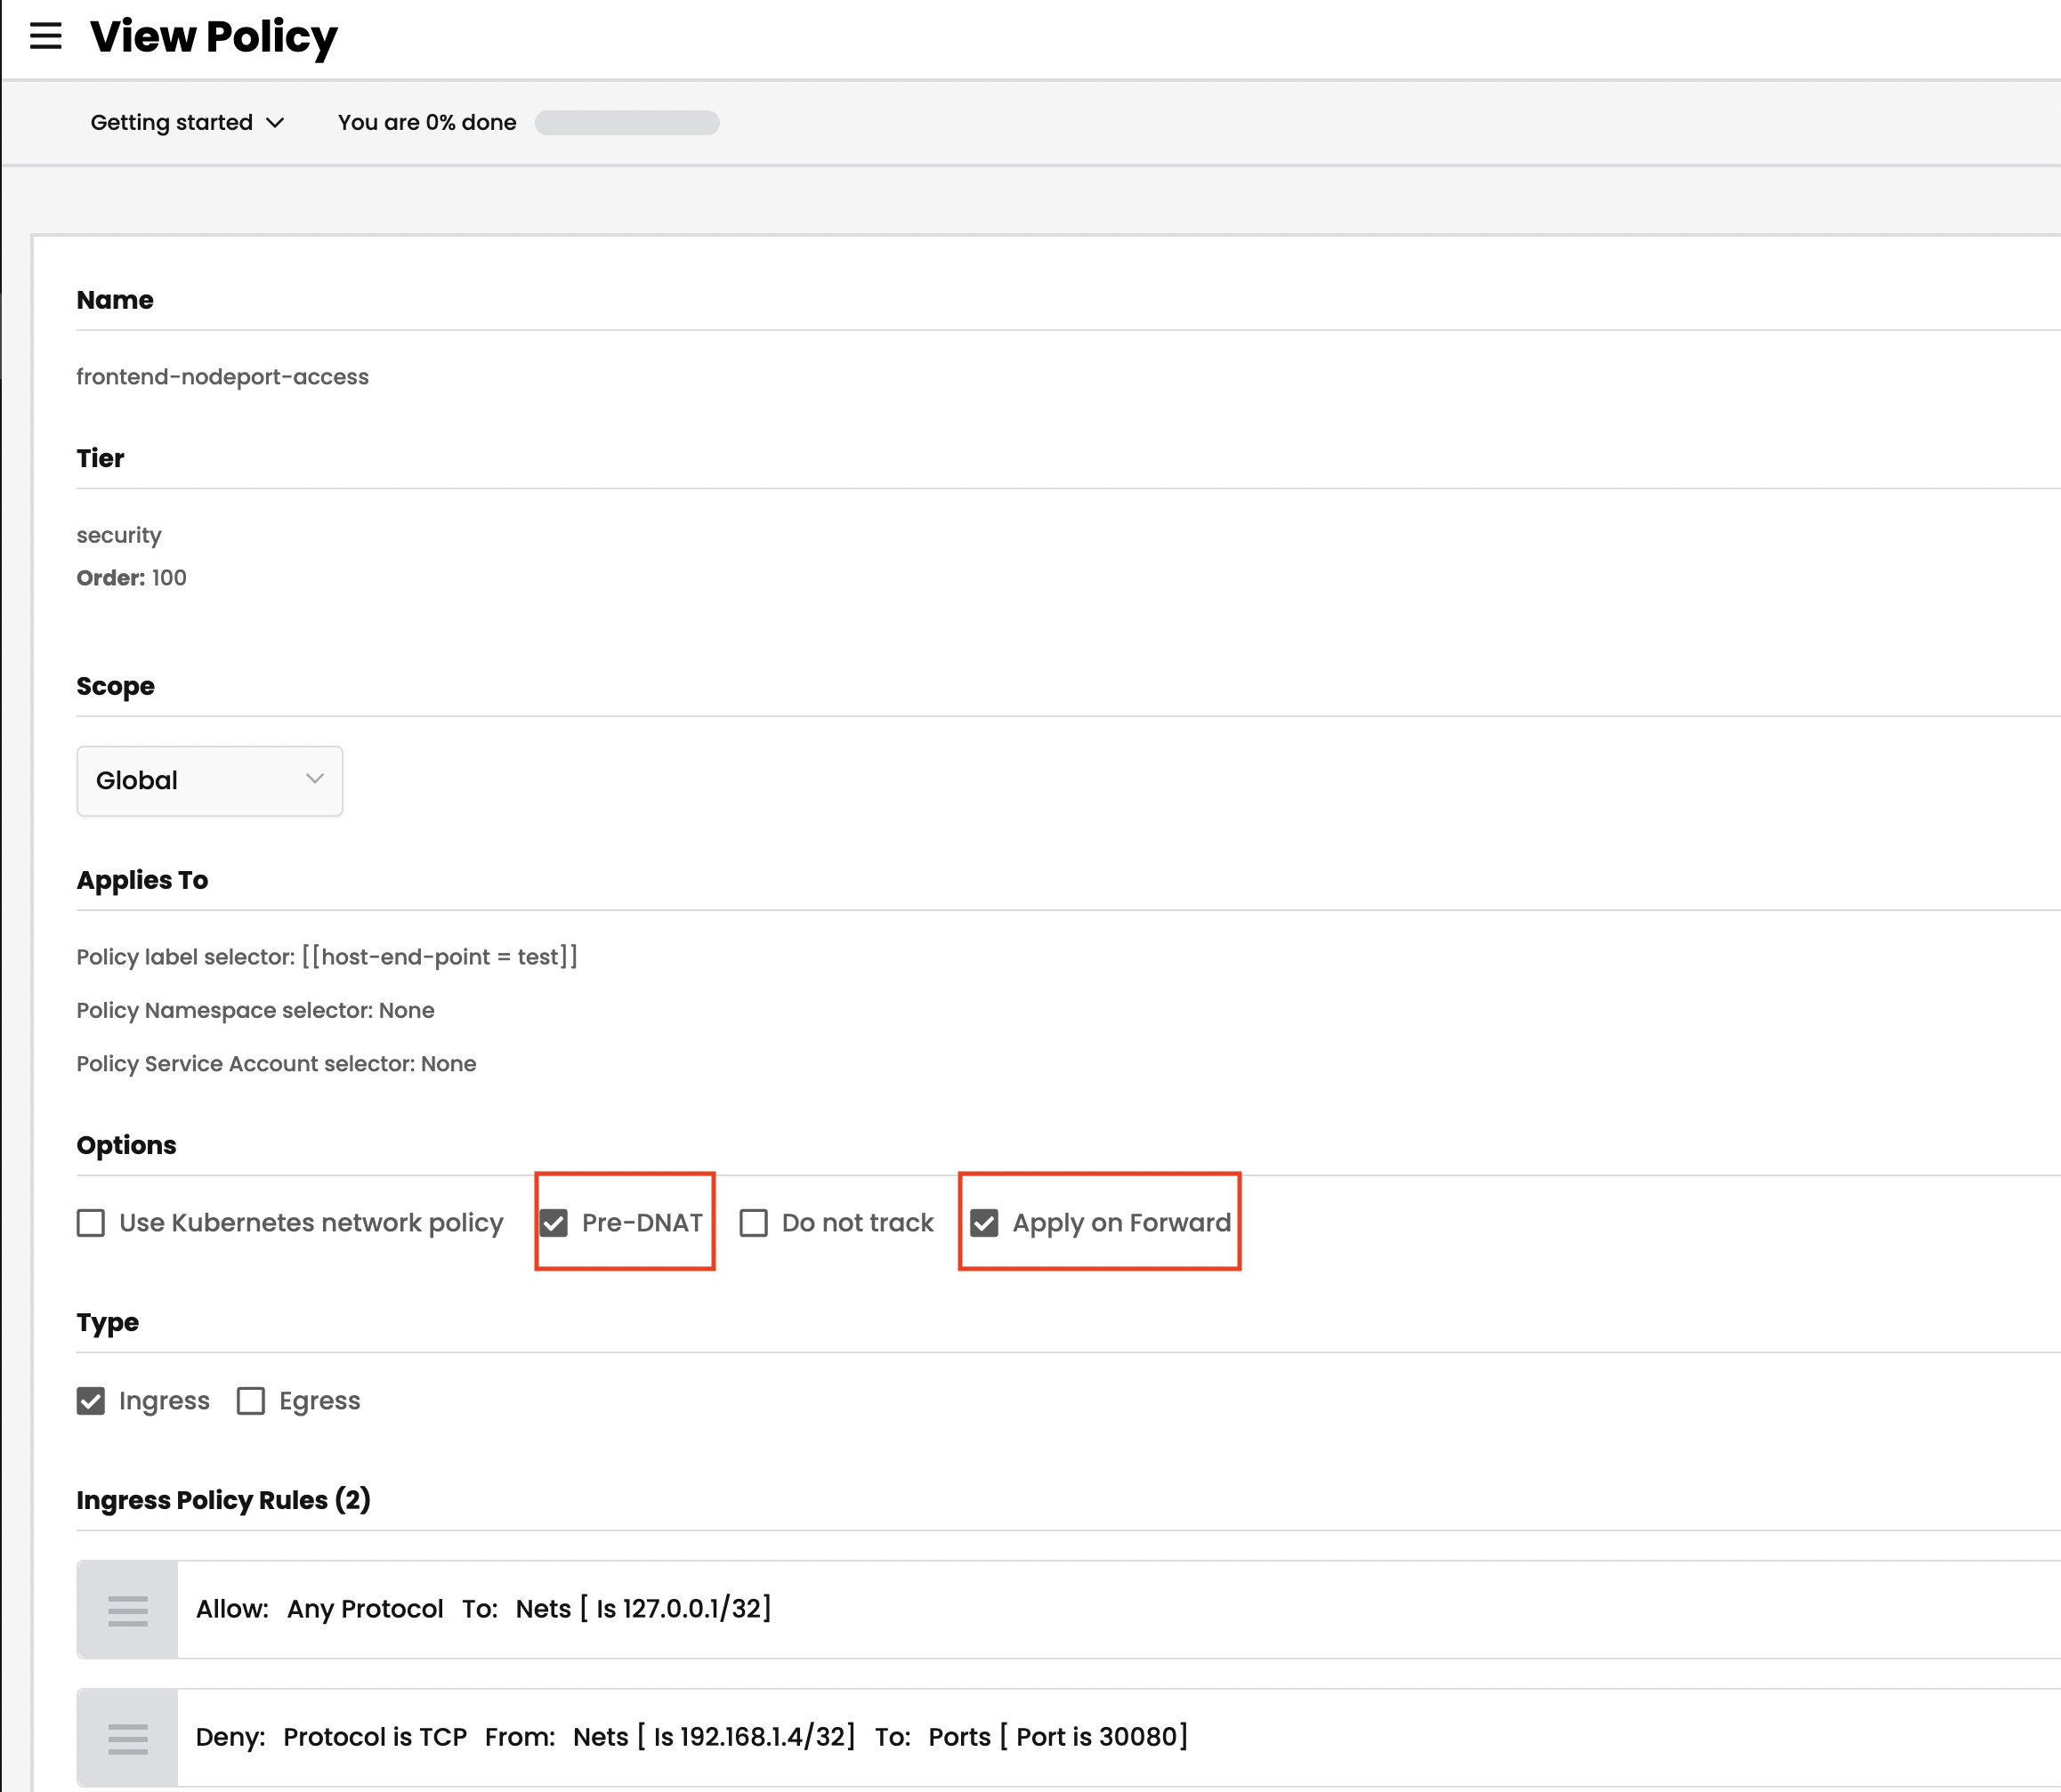 View Policy
Getting started You are 0% done
Name
frontend-nodeport-access
Tier
security
Order: 100
Scope
Global
Applies To
Policy label selector: [[host-end-point = test]]
Policy Namespace selector: None
Policy Service Account selector: None
Options
Use Kubernetes network policy Pre-DNAT Do not track Apply on Forward
Type
Ingress Egress
Ingress Policy Rules (2)
Allow: Any Protocol To: Nets [ Is 127.0.0.1/32]
Deny: Protocol is TCP From: Nets [ Is 192.168.1.4/32] To: Ports [ Port is 30080]